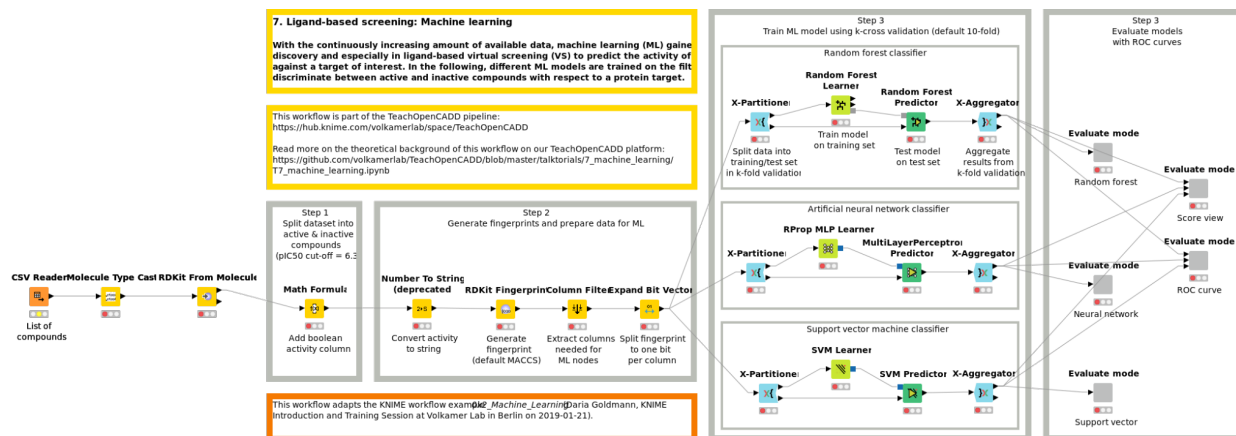 7. Ligand-based screening: Machine learning
With the continuously increasing amount of available data, machine learning (ML) gaine
discovery and especially in ligand-based virtual screening (VS) to predict the activity of
against a target of interest. In the following, different ML models are trained on the filt
discriminate between active and inactive compounds with respect to a protein target.
This workflow is part of the TeachOpenCADD pipeline:
https://hub.knime.com/volkamerlab/space/TeachOpenCADD
Read more on the theoretical background of this workflow on our TeachOpenCADD platform:
https://github.com/volkamerlab/TeachOpenCADD/blob/master/talktorials/7_machine_learning/
T7_machine_learning.ipynb
CSV Reader
List of
compounds
Molecule Type Cast
RDKit From Molecule
Step 1
Split dataset into
active & inactive
compounds
(pIC50 cut-off = 6.3
Math Formula
Add boolean
activity column
Step 2
Generate fingerprints and prepare data for ML
Number To String
(deprecated
Convert activity
to string
RDKit Fingerprint
Generate
fingerprint
(default MACCS)
Column Filter
Extract columns
needed for
ML nodes
Expand Bit Vector
Split fingerprint
to one bit
per column
This workflow adapts the KNIME workflow example
(Daria Goldmann, KNIME
Introduction and Training Session at Volkamer Lab in Berlin on 2019-01-21).
Step 3
Train ML model using k-cross validation (default 10-fold)
Random forest classifier
X-Partitioner
Split data into
training/test set
in k-fold validation
Random Forest
Learner
Train model
on training set
Random Forest
Predictor
Test model
on test set
X-Aggregator
Aggregate
results from
k-fold validation
Artificial neural network classifier
X-Partitioner
RProp MLP Learner
MultiLayerPerceptron
Predictor
X-Aggregator
Support vector machine classifier
X-Partitioner
SVM Learner
SVM Predictor
X-Aggregator
Step 3
Evaluate models
with ROC curves
Evaluate mode
Random forest
Evaluate mode
Score view
Evaluate mode
ROC curve
Evaluate mode
Neural network
Evaluate mode
Support vector